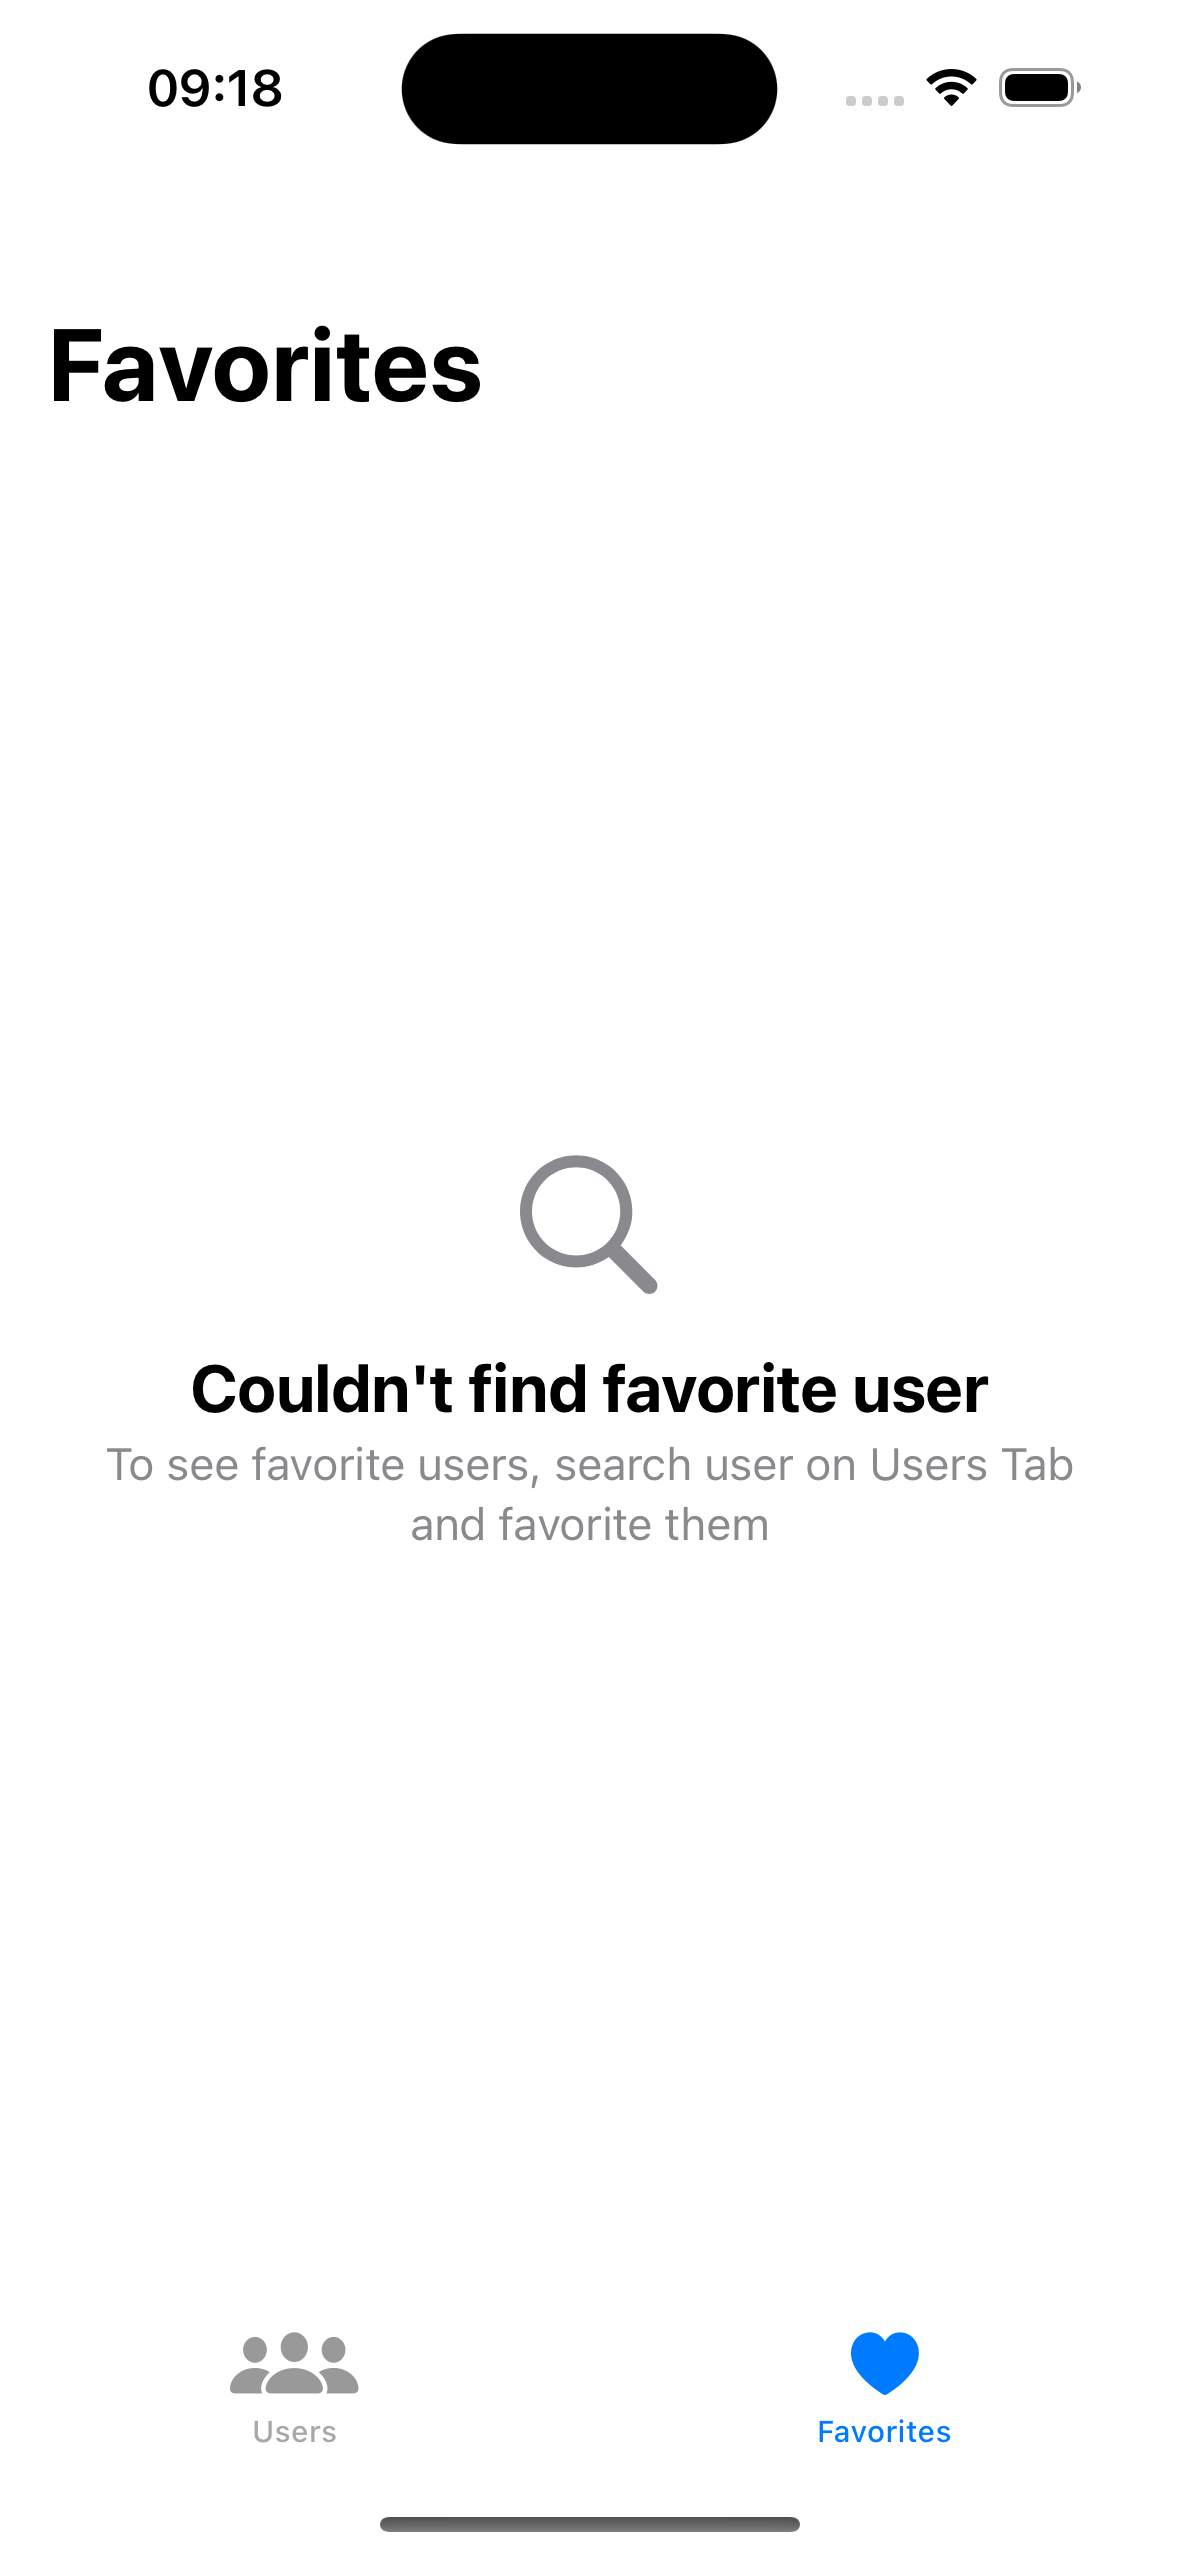 09:18
Favorites
Couldn't find favorite user
To see favorite users, search user on Users Tab
and favorite them
Users
Favorites